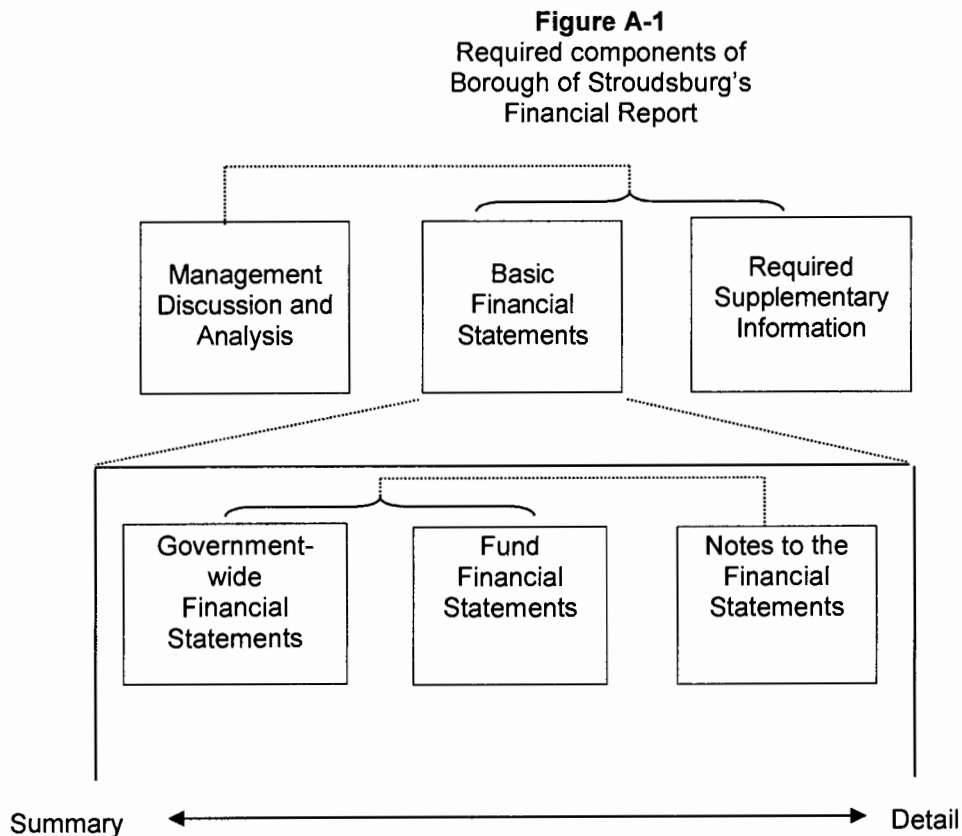 Figure A-1
Required components of
Borough of Stroudsburg's
Financial Report
Management
Discussion and
Analysis
Basic
Financial
Statements
Required
Supplementary
Information
Government-
wide
Financial
Statements
Fund
Financial
Statements
Notes to the
Financial
Statements
Summary
Detail